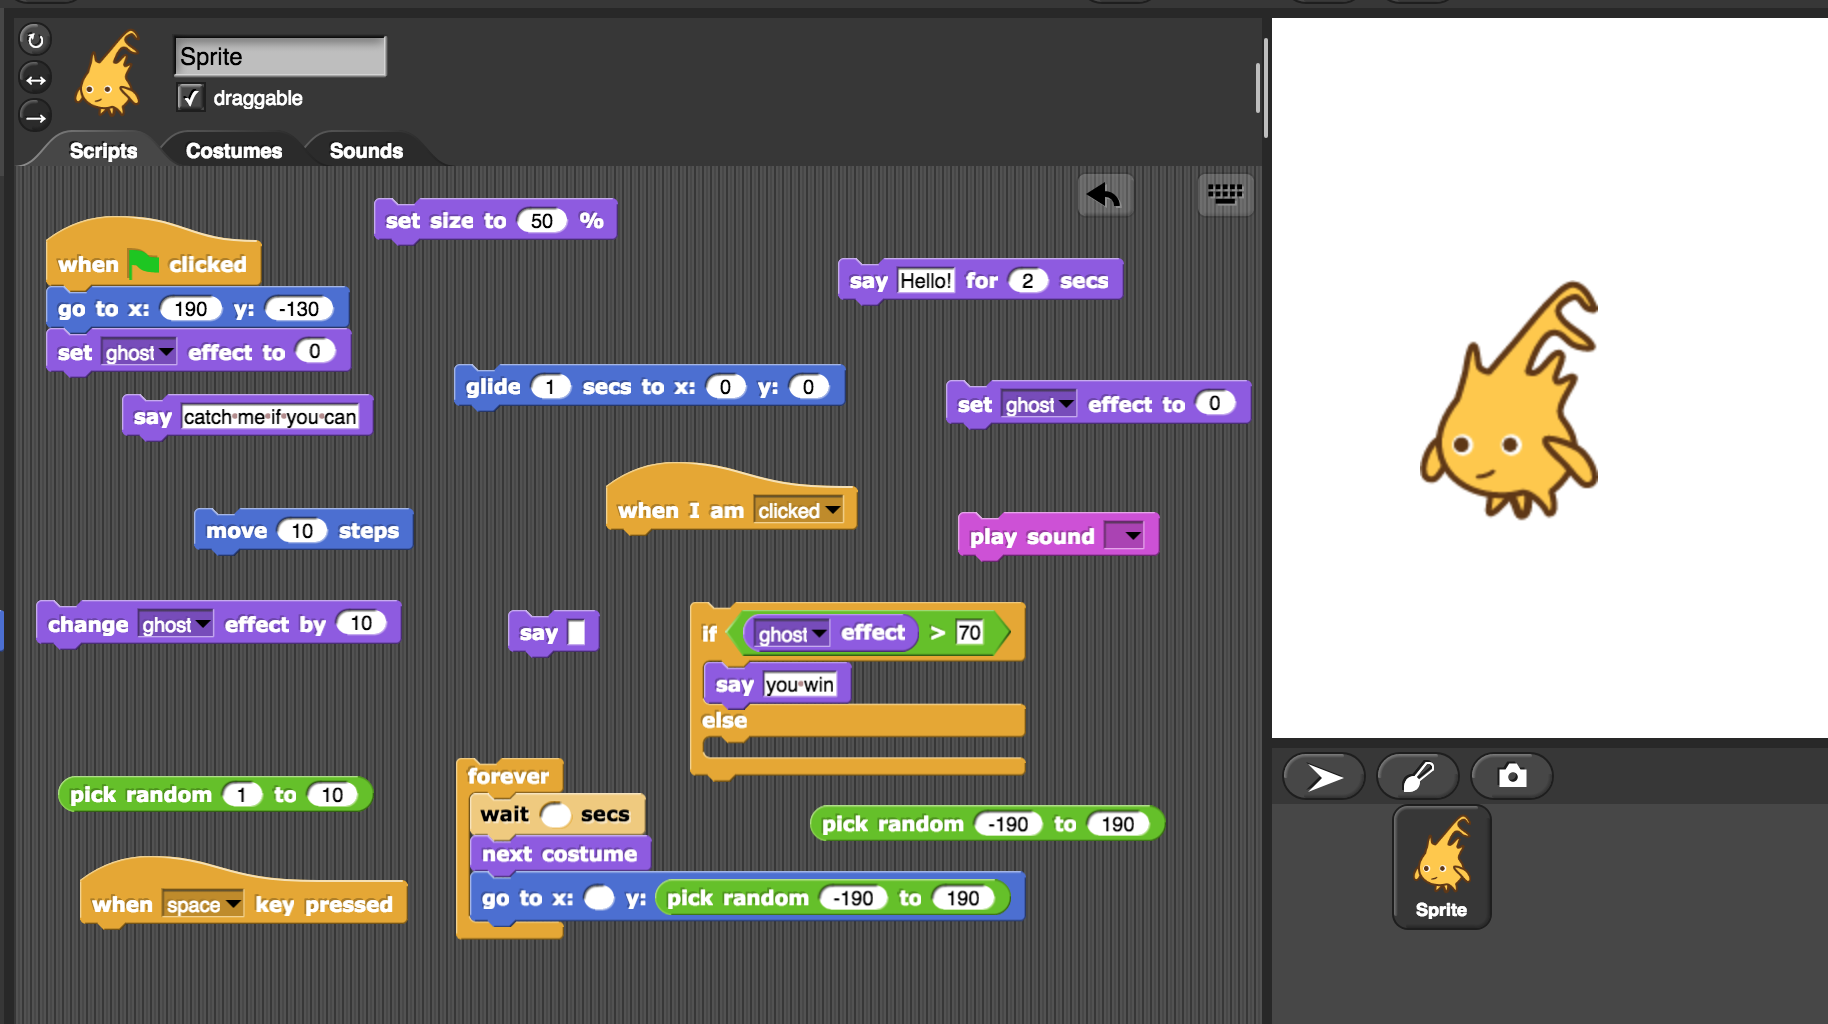 Sprite
draggable
Scripts Costumes Sounds
set size to 50 %
when clicked
say Hello! for 2 secs
go to x: 190 y: -130
set ghost effect to 0
glide 1 secs to x: 0 y: 0
set ghost effect to 0
say catch me if you can
when I am clicked
move 10 steps
play sound
change ghost effect by 10
say
if ghost effect > 70
say you win
else
forever
pick random 1 to 10
wait secs
pick random -190 to 190
next costume
go to x: y: pick random -190 to 190
when space key pressed
Sprite